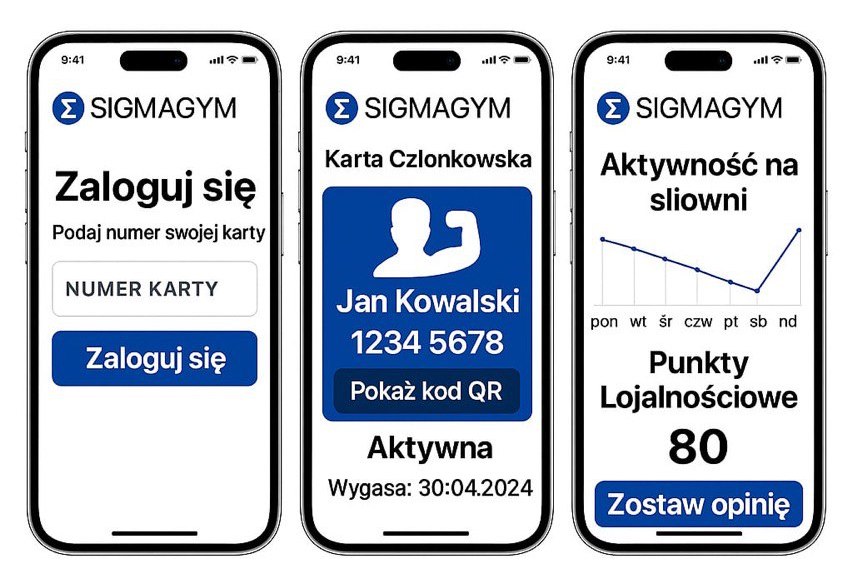 9:41
SIGMAGYM
Zaloguj się
Podaj numer swojej karty
NUMER KARTY
Zaloguj się
9:41
SIGMAGYM
Karta Czlonkowska
Jan Kowalski
1234 5678
Pokaż kod QR
Aktywna
Wygasa: 30:04.2024
9:41
SIGMAGYM
Aktywność na
sliowni
pon wt śr czw pt sb nd
Punkty
Lojalnościowe
80
Zostaw opinię